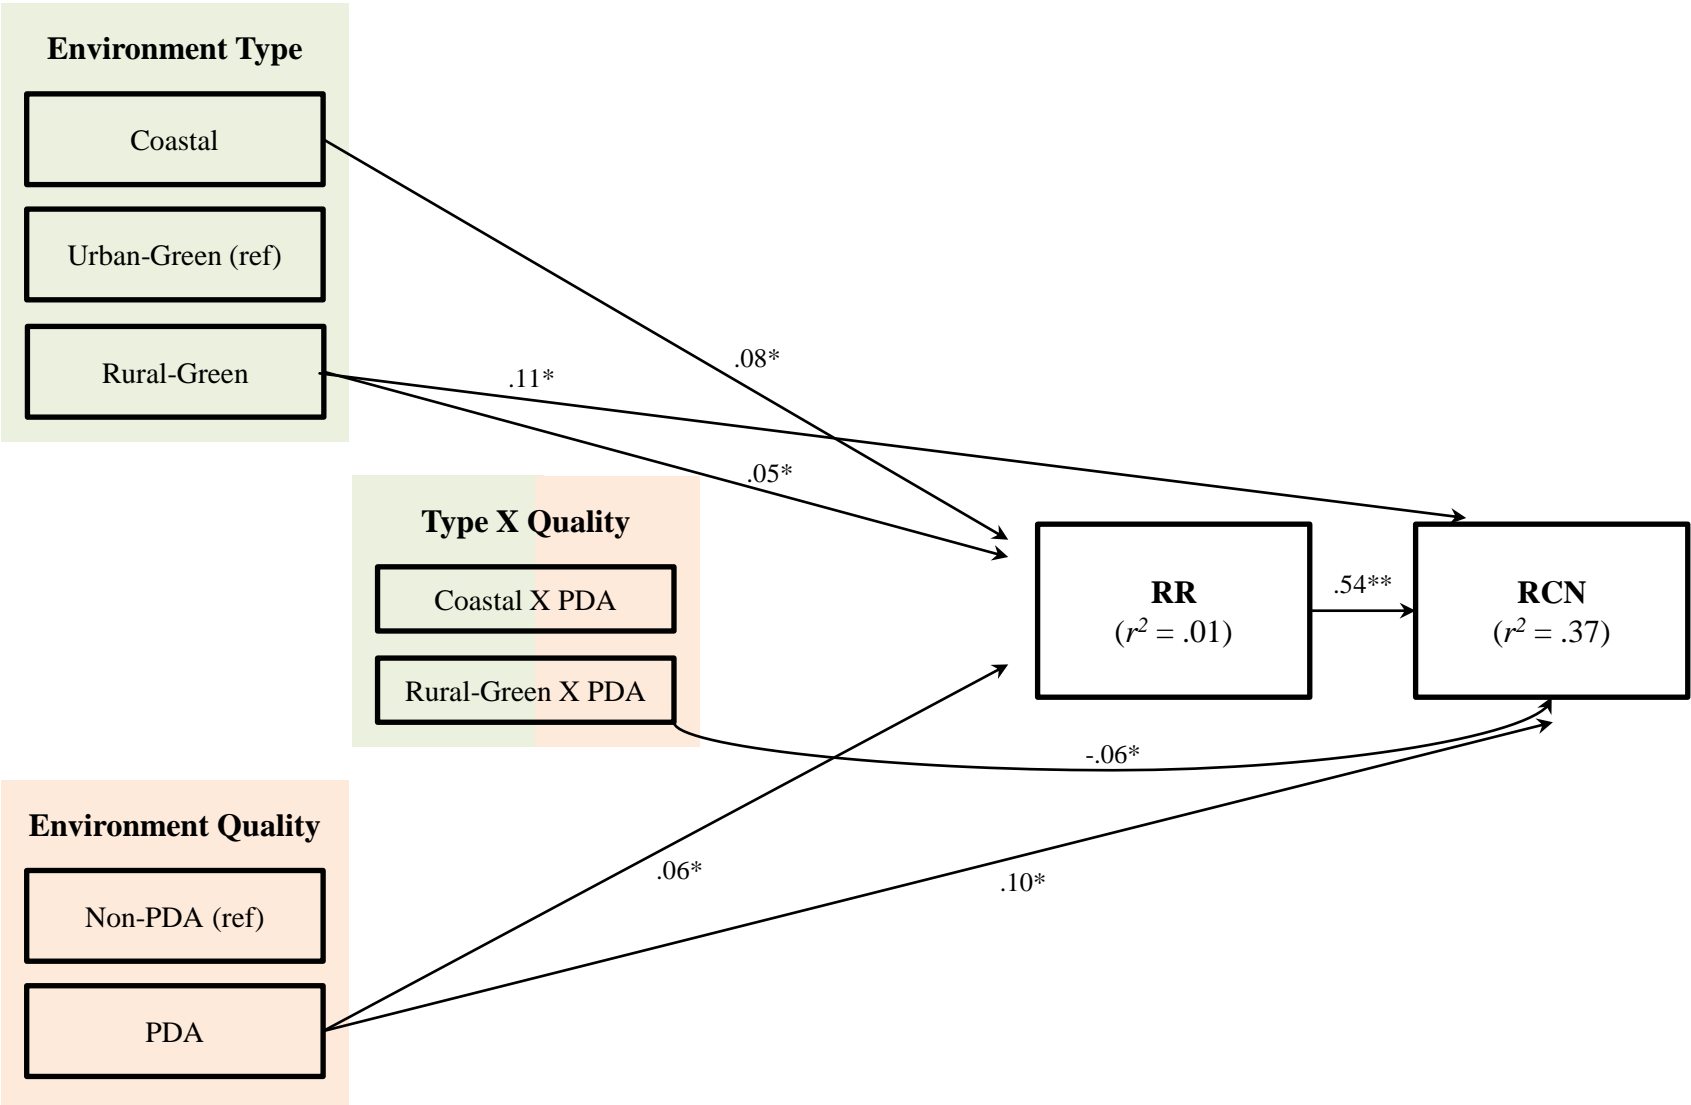 Environment Type
Coastal
Urban-Green (ref)
Rural-Green
.08*
.11*
.05*
Type X Quality
Coastal X PDA
Rural-Green X PDA
RR
(r² = .01)
.54**
RCN
(r² = .37)
-.06*
Environment Quality
Non-PDA (ref)
PDA
.06*
.10*